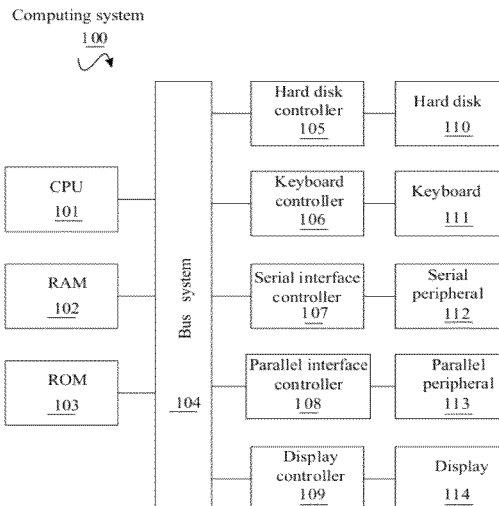 Computing system
100
CPU
101
RAM
102
ROM
103
Bus system
104
Hard disk
controller
105
Hard disk
110
Keyboard
controller
106
Keyboard
111
Serial interface
controller
107
Serial
peripheral
112
Parallel interface
controller
108
Parallel
peripheral
113
Display
controller
109
Display
114